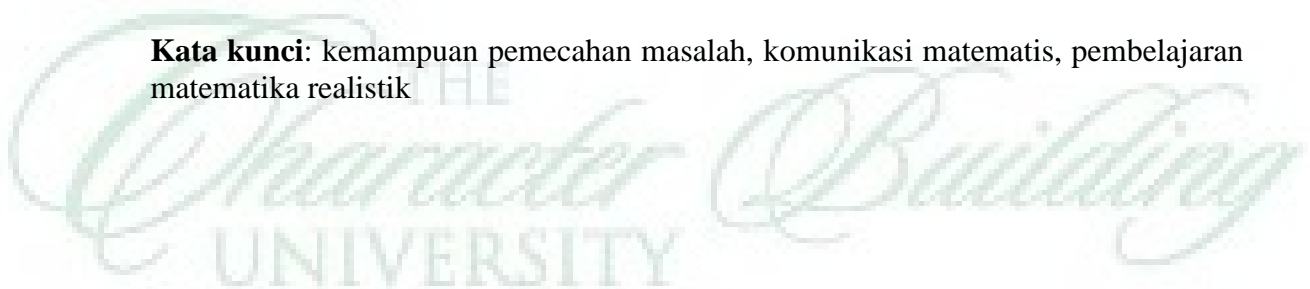 Kata kunci: kemampuan pemecahan masalah, komunikasi matematis, pembelajaran
matematika realistik
THE
Character Building
UNIVERSITY